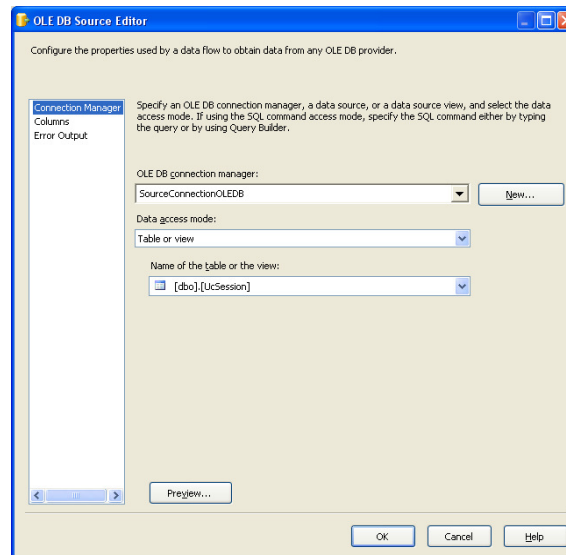 OLE DB Source Editor
Configure the properties used by a data flow to obtain data from any OLE DB provider.
Connection Manager
Columns
Error Output
Specify an OLE DB connection manager, a data source, or a data source view, and select the data
access mode. If using the SQL command access mode, specify the SQL command either by typing
the query or by using Query Builder.
OLE DB connection manager:
SourceConnectionOLEDB
New...
Data access mode:
Table or view
Name of the table or the view:
[dbo].[UcSession]
Preview...
OK Cancel Help